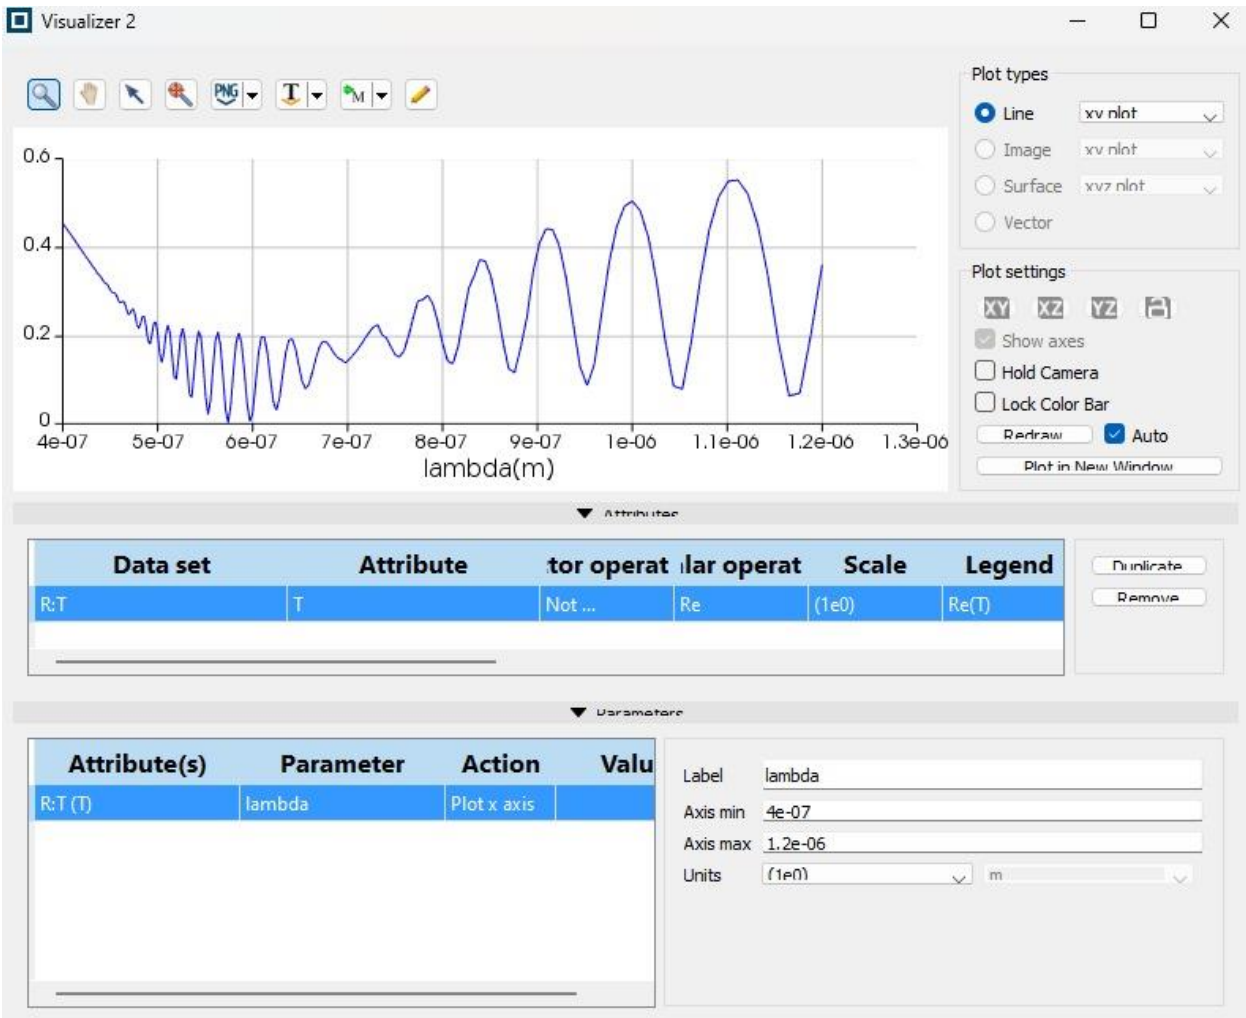 Visualizer 2
PNG
T
M
Plot types
Line
xy plot
Image
xy plot
Surface
xyz plot
Vector
Plot settings
XY XZ YZ
Show axes
Hold Camera
Lock Color Bar
Redraw
Auto
Plot in New Window
0.6
0.4
0.2
0
4e-07 5e-07 6e-07 7e-07 8e-07 9e-07 1e-06 1.1e-06 1.2e-06 1.3e-06
lambda(m)
Attributes
Data set Attribute tor operat lar operat Scale Legend
R:T T Not ... Re (1e0) Re(T)
Duplicate
Remove
Parameters
Attribute(s) Parameter Action Valu
R:T (T) lambda Plot x axis
Label lambda
Axis min 4e-07
Axis max 1.2e-06
Units (1e0) m